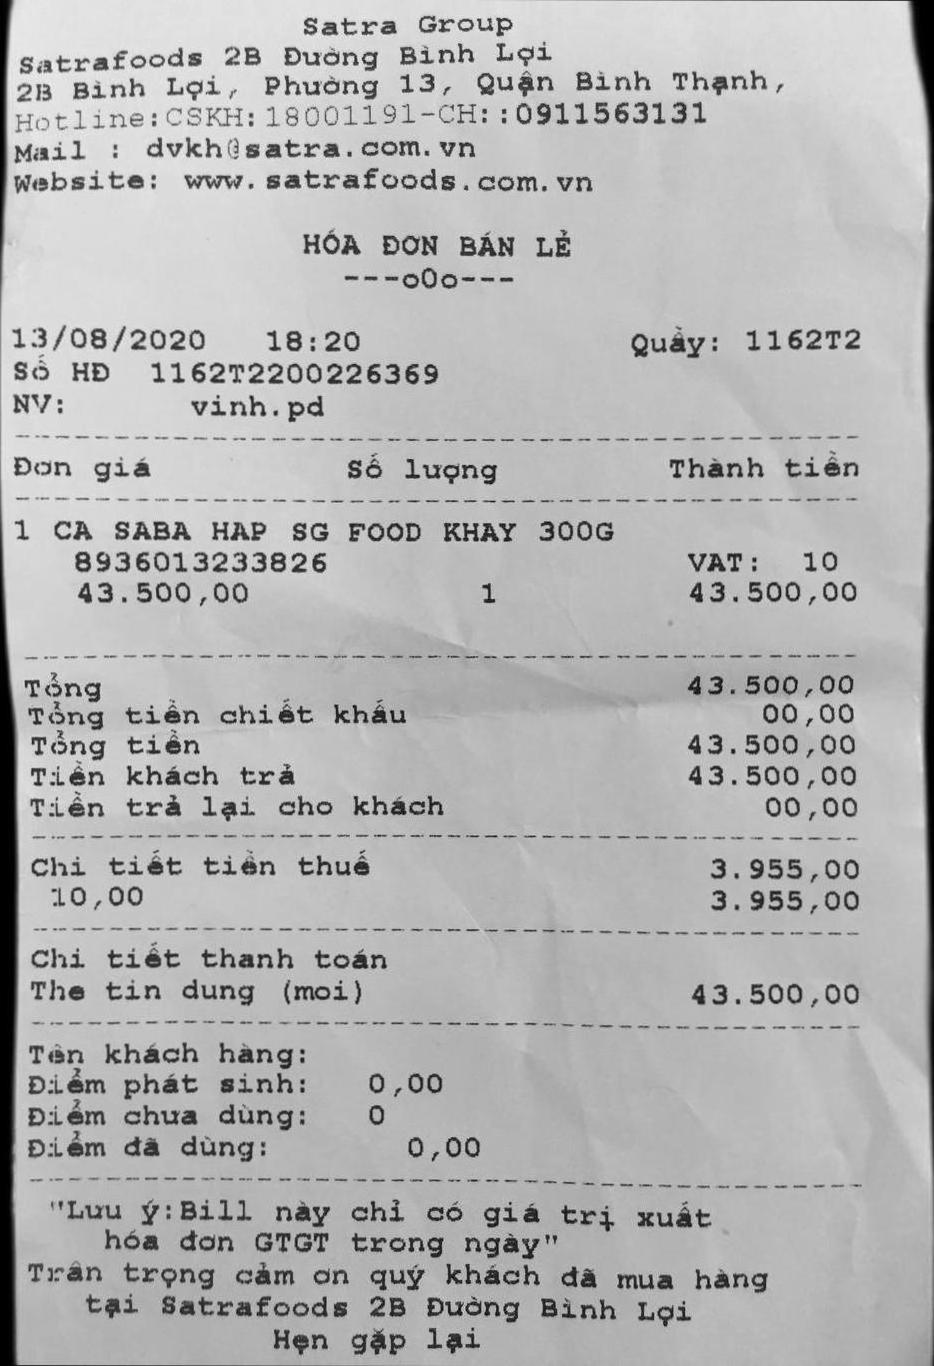 Satra Group
Satrafoods 2B Đường Bình Lợi
2B Bình Lợi, Phường 13, Quận Bình Thạnh,
Hotline:CSKH:18001191-CH::0911563131
Mail : dvkh@satra.com.vn
Website: www.satrafoods.com.vn
HÓA ĐƠN BÁN LẺ
---o0o---
13/08/2020 18:20 Quầy: 1162T2
Số HĐ 1162T2200226369
NV: vinh.pd
Đơn giá Số lượng Thành tiền
1 CA SABA HAP SG FOOD KHAY 300G
8936013233826 VAT: 10
43.500,00 1 43.500,00
Tổng 43.500,00
Tổng tiền chiết khấu 00,00
Tổng tiền 43.500,00
Tiền khách trả 43.500,00
Tiền trả lại cho khách 00,00
Chi tiết tiền thuế 3.955,00
10,00 3.955,00
Chi tiết thanh toán
The tin dung (moi) 43.500,00
Tên khách hàng:
Điểm phát sinh: 0,00
Điểm chưa dùng: 0
Điểm đã dùng: 0,00
"Lưu ý:Bill này chỉ có giá trị xuất
hóa đơn GTGT trong ngày"
Trân trọng cảm ơn quý khách đã mua hàng
tại Satrafoods 2B Đường Bình Lợi
Hẹn gặp lại